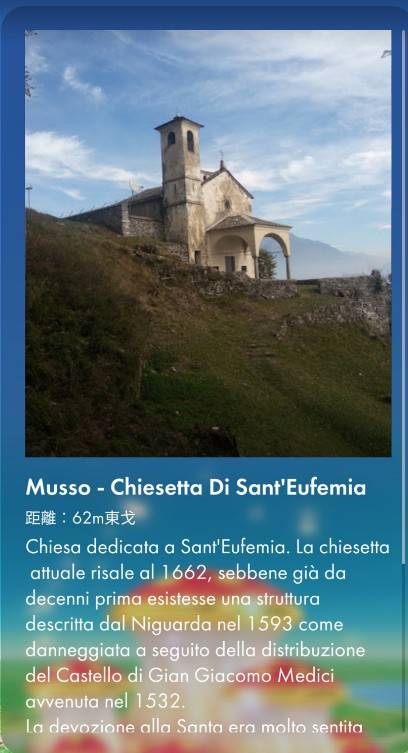 Musso - Chiesetta Di Sant'Eufemia
距離：62m東戈
Chiesa dedicata a Sant'Eufemia. La chiesetta
attuale risale al 1662, sebbene già da
decenni prima esistesse una struttura
descritta dal Niguarda nel 1593 come
danneggiata a seguito della distribuzione
del Castello di Gian Giacomo Medici
avvenuta nel 1532.
La devozione alla Santa era molto sentita